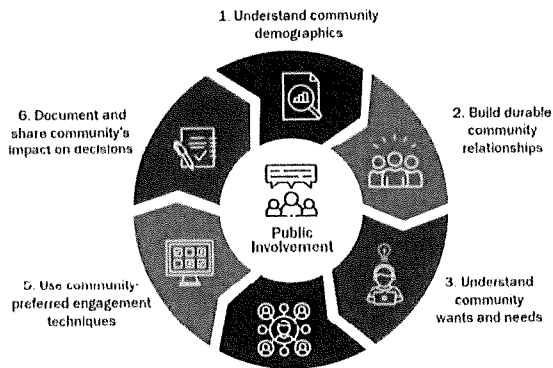 1. Understand community
demographics
2. Build durable
community
relationships
3. Understand
community
wants and needs
5. Use community-
preferred engagement
techniques
6. Document and
share community's
impact on decisions
Public
Involvement